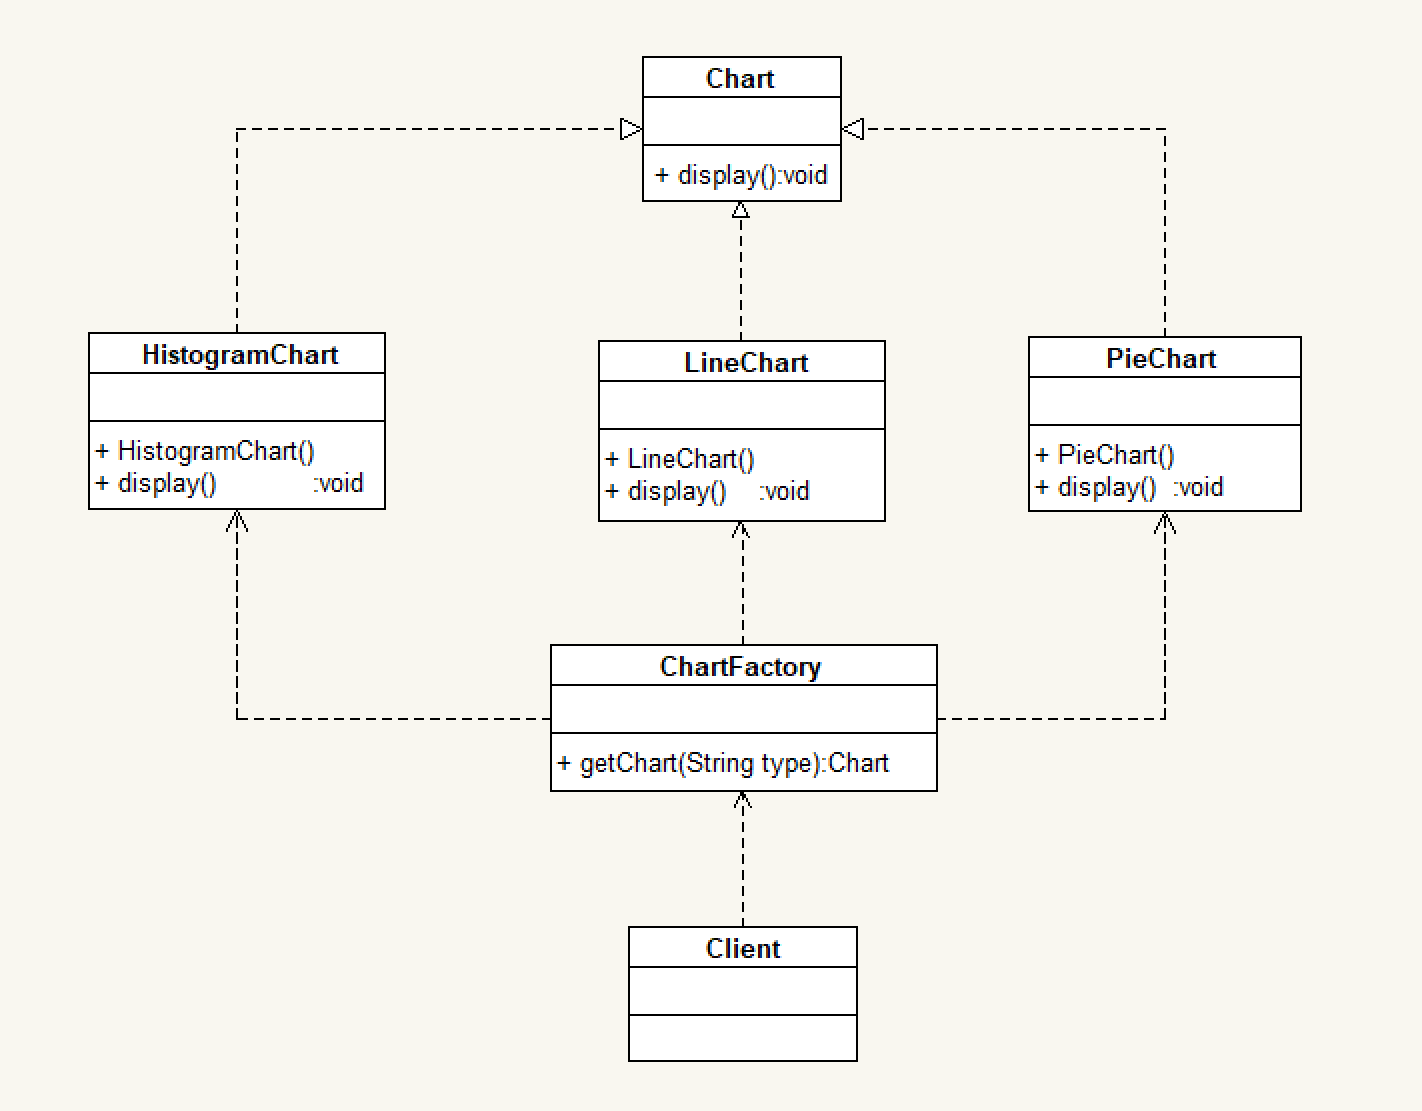 Chart
+ display():void
HistogramChart
+ HistogramChart()
+ display() :void
LineChart
+ LineChart()
+ display() :void
PieChart
+ PieChart()
+ display() :void
ChartFactory
+ getChart(String type):Chart
Client